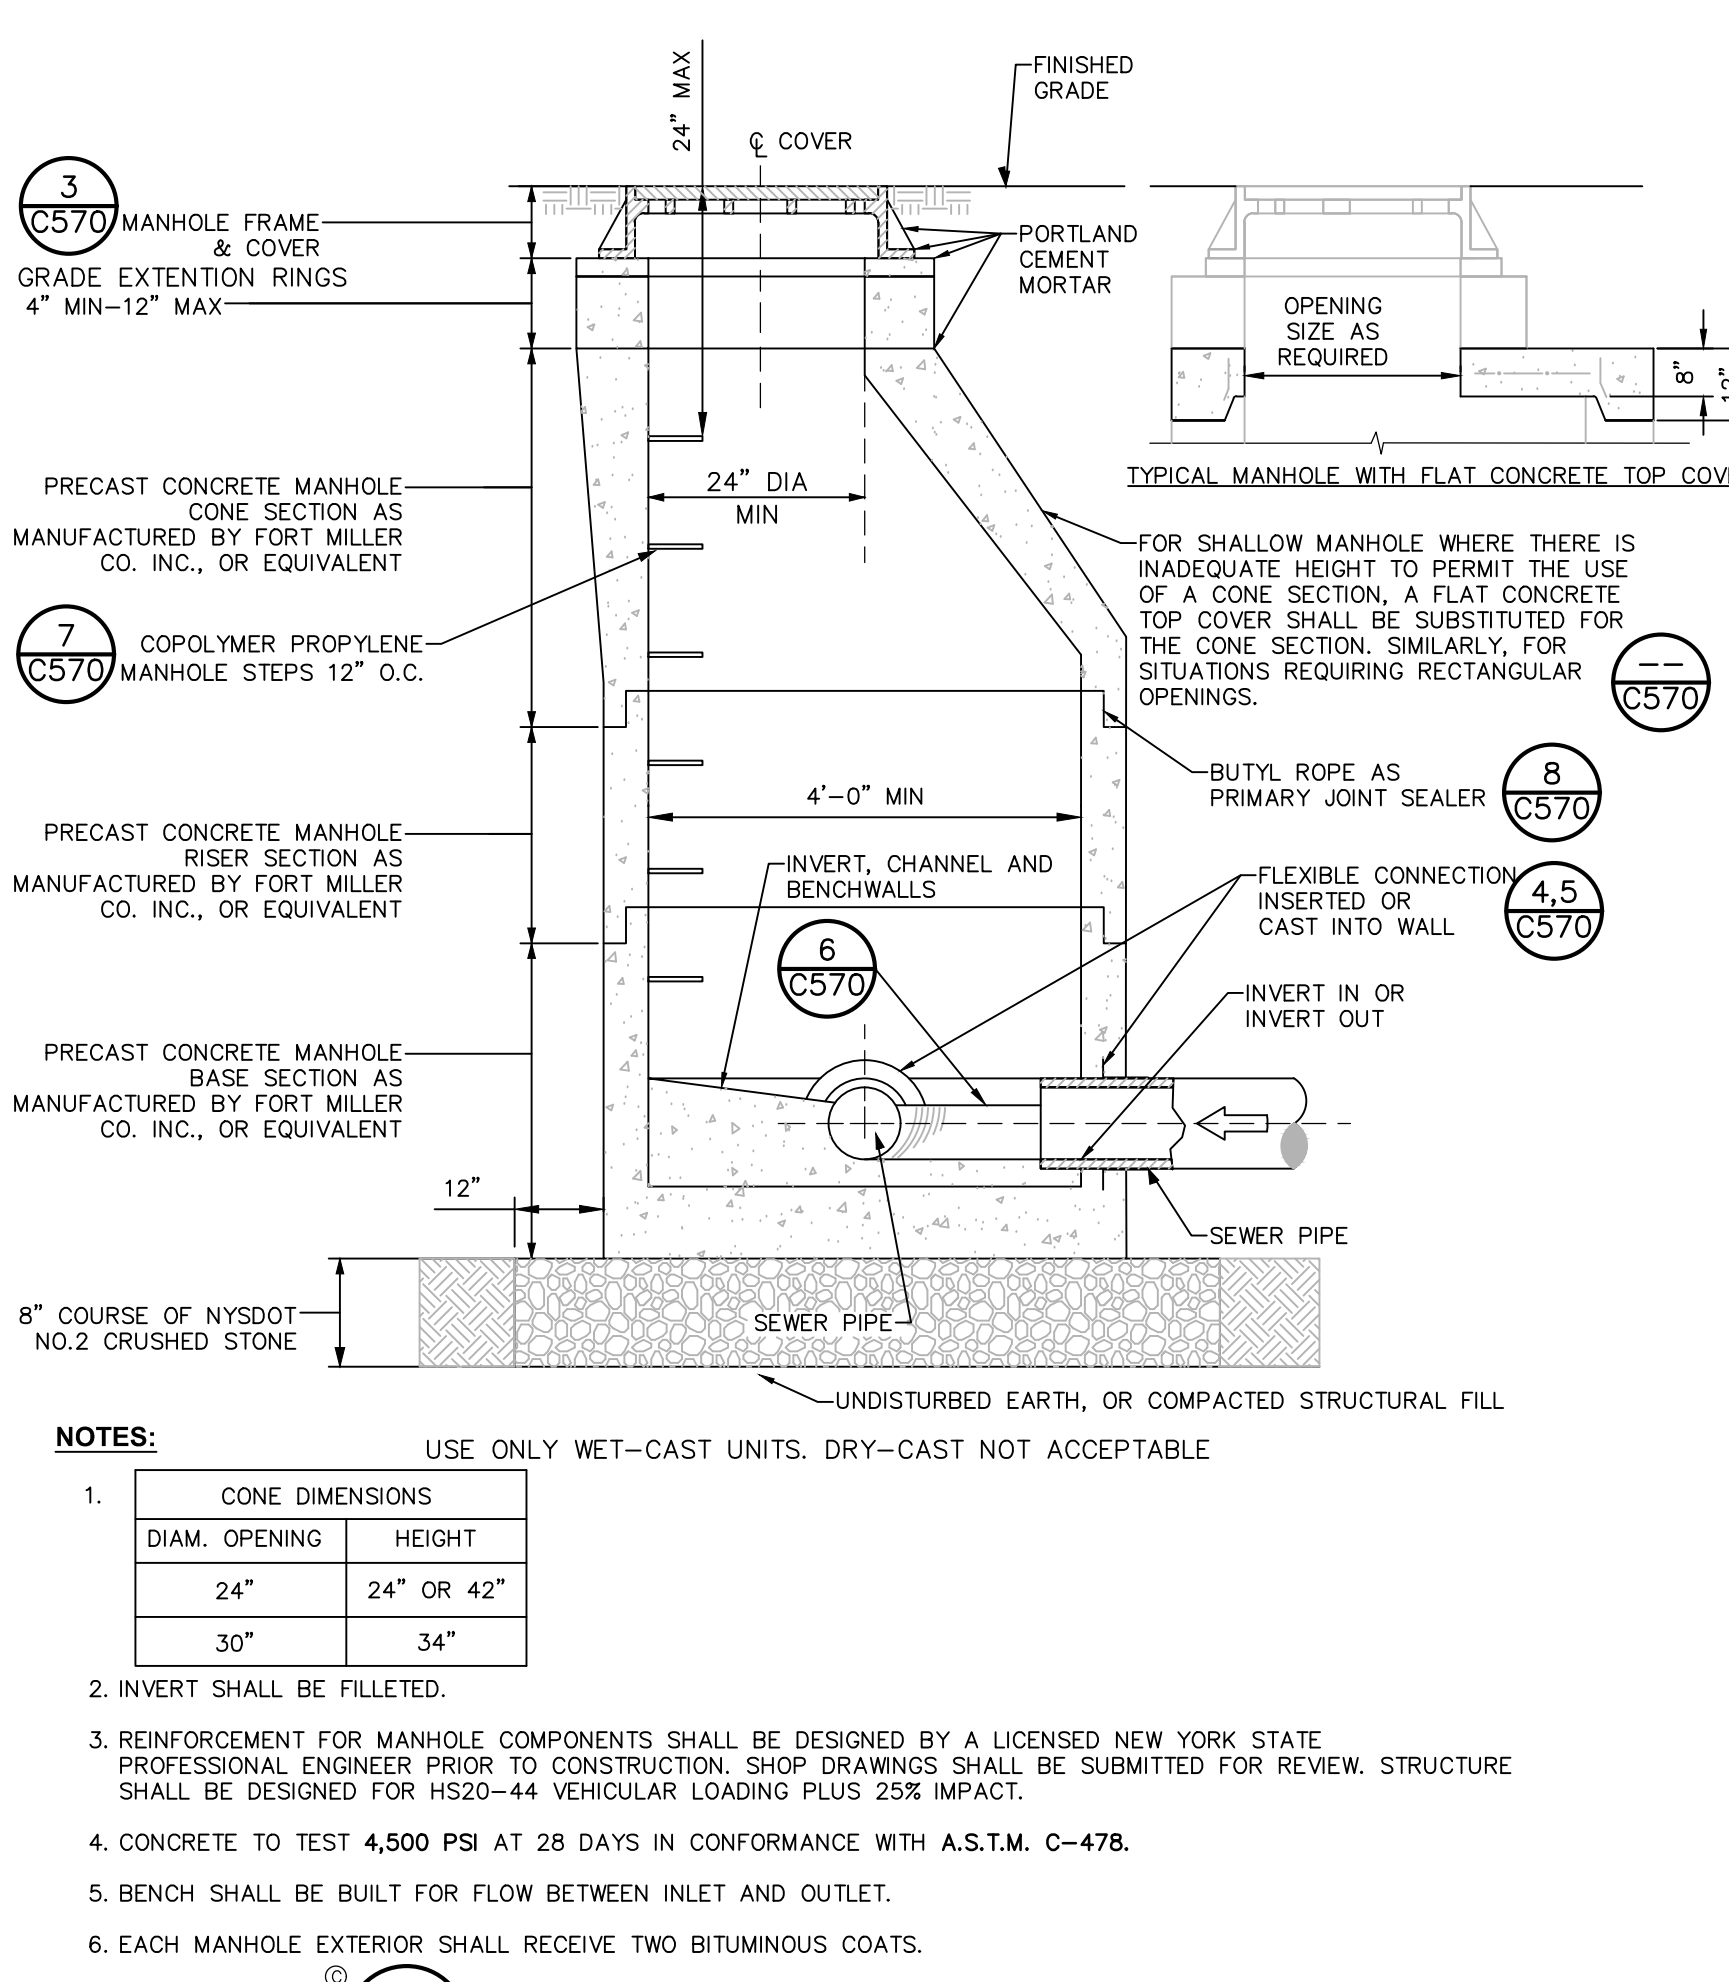 24" MAX
FINISHED
GRADE
℄ COVER
3
C570
MANHOLE FRAME
& COVER
GRADE EXTENTION RINGS
4" MIN–12" MAX
PORTLAND
CEMENT
MORTAR
OPENING
SIZE AS
REQUIRED
8"
12"
TYPICAL MANHOLE WITH FLAT CONCRETE TOP
24" DIA
MIN
PRECAST CONCRETE MANHOLE
CONE SECTION AS
MANUFACTURED BY FORT MILLER
CO. INC., OR EQUIVALENT
FOR SHALLOW MANHOLE WHERE THERE IS
INADEQUATE HEIGHT TO PERMIT THE USE
OF A CONE SECTION, A FLAT CONCRETE
TOP COVER SHALL BE SUBSTITUTED FOR
THE CONE SECTION. SIMILARLY, FOR
SITUATIONS REQUIRING RECTANGULAR
OPENINGS.
--
C570
7
C570
COPOLYMER PROPYLENE
MANHOLE STEPS 12" O.C.
BUTYL ROPE AS
PRIMARY JOINT SEALER
8
C570
4'–0" MIN
PRECAST CONCRETE MANHOLE
RISER SECTION AS
MANUFACTURED BY FORT MILLER
CO. INC., OR EQUIVALENT
INVERT, CHANNEL AND
BENCHWALLS
FLEXIBLE CONNECTION
INSERTED OR
CAST INTO WALL
4,5
C570
6
C570
INVERT IN OR
INVERT OUT
PRECAST CONCRETE MANHOLE
BASE SECTION AS
MANUFACTURED BY FORT MILLER
CO. INC., OR EQUIVALENT
12"
SEWER PIPE
8" COURSE OF NYSDOT
NO.2 CRUSHED STONE
SEWER PIPE
UNDISTURBED EARTH, OR COMPACTED STRUCTURAL FILL
NOTES:
USE ONLY WET–CAST UNITS. DRY–CAST NOT ACCEPTABLE
1.
CONE DIMENSIONS
DIAM. OPENING HEIGHT
24" 24" OR 42"
30" 34"
2. INVERT SHALL BE FILLETED.
3. REINFORCEMENT FOR MANHOLE COMPONENTS SHALL BE DESIGNED BY A LICENSED NEW YORK STATE
PROFESSIONAL ENGINEER PRIOR TO CONSTRUCTION. SHOP DRAWINGS SHALL BE SUBMITTED FOR REVIEW. STRUCTURE
SHALL BE DESIGNED FOR HS20–44 VEHICULAR LOADING PLUS 25% IMPACT.
4. CONCRETE TO TEST 4,500 PSI AT 28 DAYS IN CONFORMANCE WITH A.S.T.M. C–478.
5. BENCH SHALL BE BUILT FOR FLOW BETWEEN INLET AND OUTLET.
6. EACH MANHOLE EXTERIOR SHALL RECEIVE TWO BITUMINOUS COATS.
©